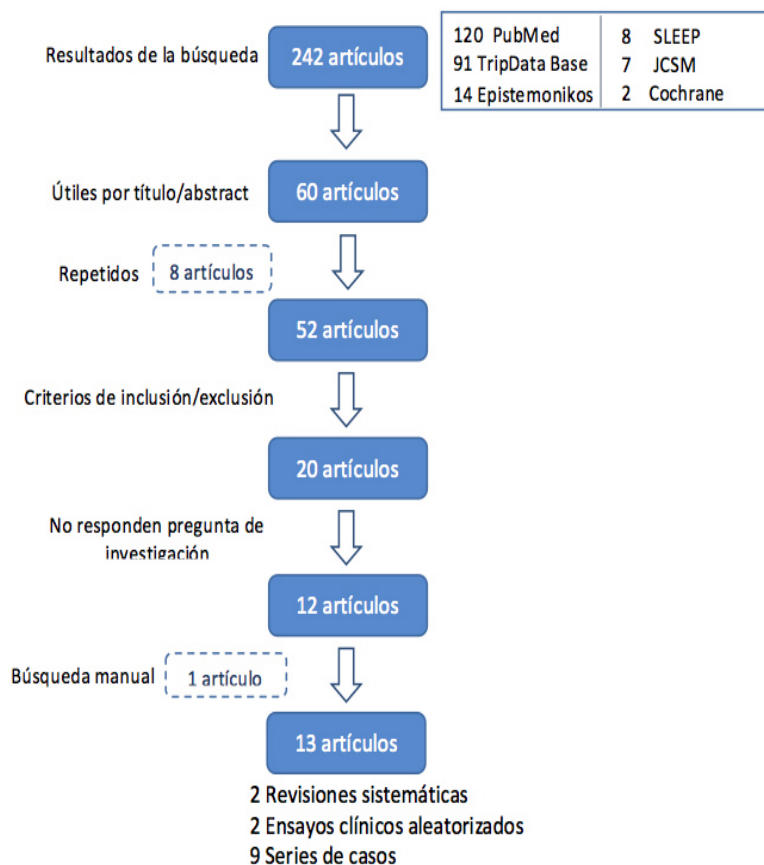 Resultados de la búsqueda
242 artículos
120 PubMed
91 TripData Base
14 Epistemonikos
8 SLEEP
7 JCSM
2 Cochrane
Útiles por título/abstract
60 artículos
Repetidos
8 artículos
52 artículos
Criterios de inclusión/exclusión
20 artículos
No responden pregunta de
investigación
12 artículos
Búsqueda manual
1 artículo
13 artículos
2 Revisiones sistemáticas
2 Ensayos clínicos aleatorizados
9 Series de casos